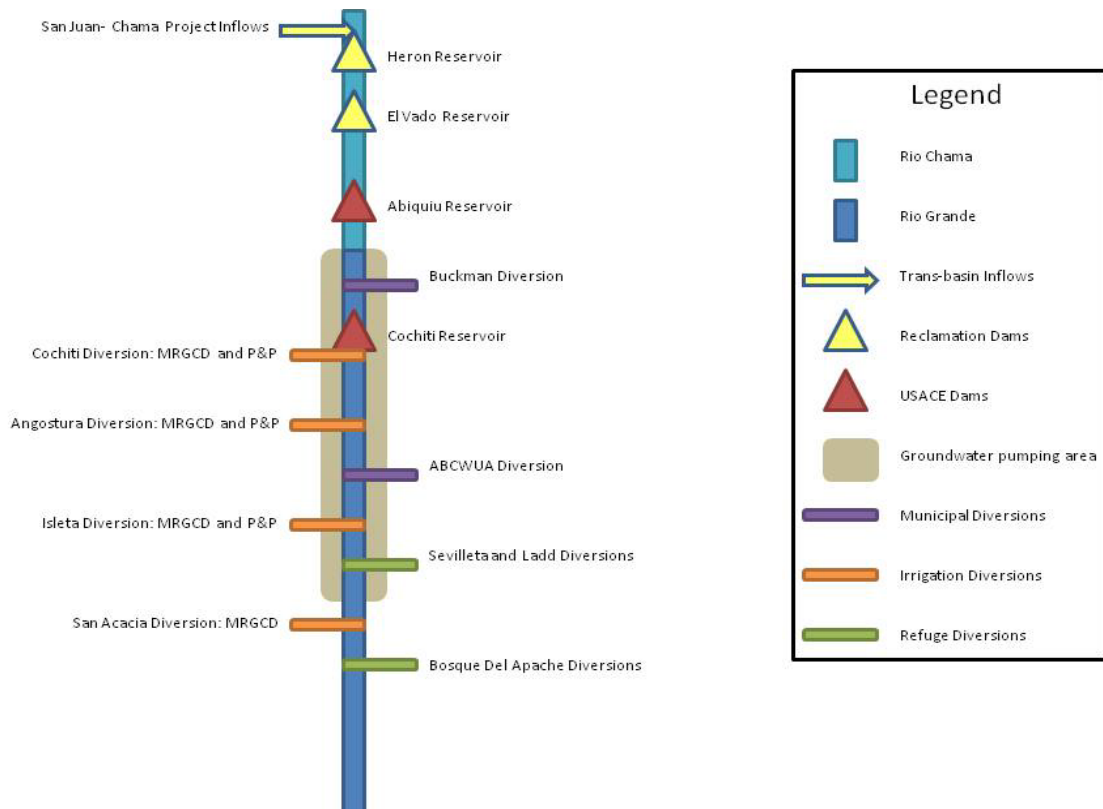 San Juan- Chama Project Inflows
Heron Reservoir
El Vado Reservoir
Abiquiu Reservoir
Buckman Diversion
Cochiti Reservoir
Cochiti Diversion: MRGCD and P&P
Angostura Diversion: MRGCD and P&P
ABCWUA Diversion
Isleta Diversion: MRGCD and P&P
Sevilleta and Ladd Diversions
San Acacia Diversion: MRGCD
Bosque Del Apache Diversions
Legend
Rio Chama
Rio Grande
Trans-basin Inflows
Reclamation Dams
USACE Dams
Groundwater pumping area
Municipal Diversions
Irrigation Diversions
Refuge Diversions